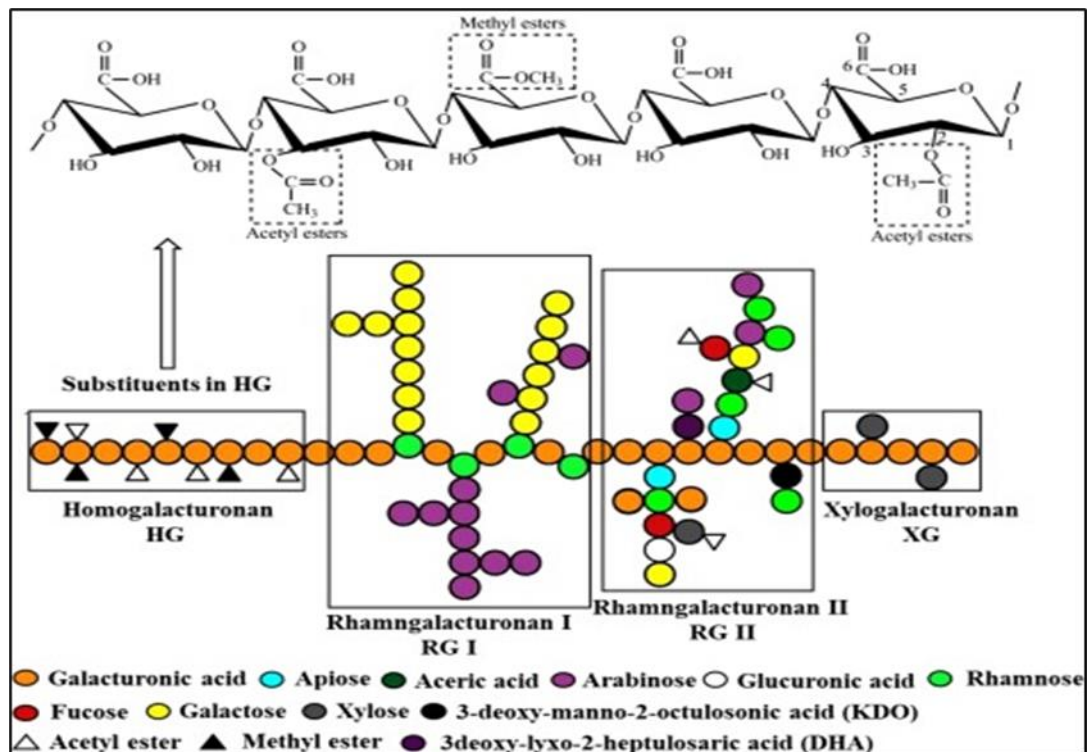 Methyl esters
O O O O O
C—OH C—OH C—OCH₃ C—OH 6 C—OH
4 5
O O O O O O
HO OH O OH HO OH HO OH HO 3 2 1
C=O CH₃—C
CH₃ O
Acetyl esters Acetyl esters
Substituents in HG
Homogalacturonan
HG
Rhamngalacturonan I
RG I
Rhamngalacturonan II
RG II
Xylogalacturonan
XG
Galacturonic acid Apiose Aceric acid Arabinose Glucuronic acid Rhamnose
Fucose Galactose Xylose 3-deoxy-manno-2-octulosonic acid (KDO)
Acetyl ester Methyl ester 3deoxy-lyxo-2-heptulosaric acid (DHA)